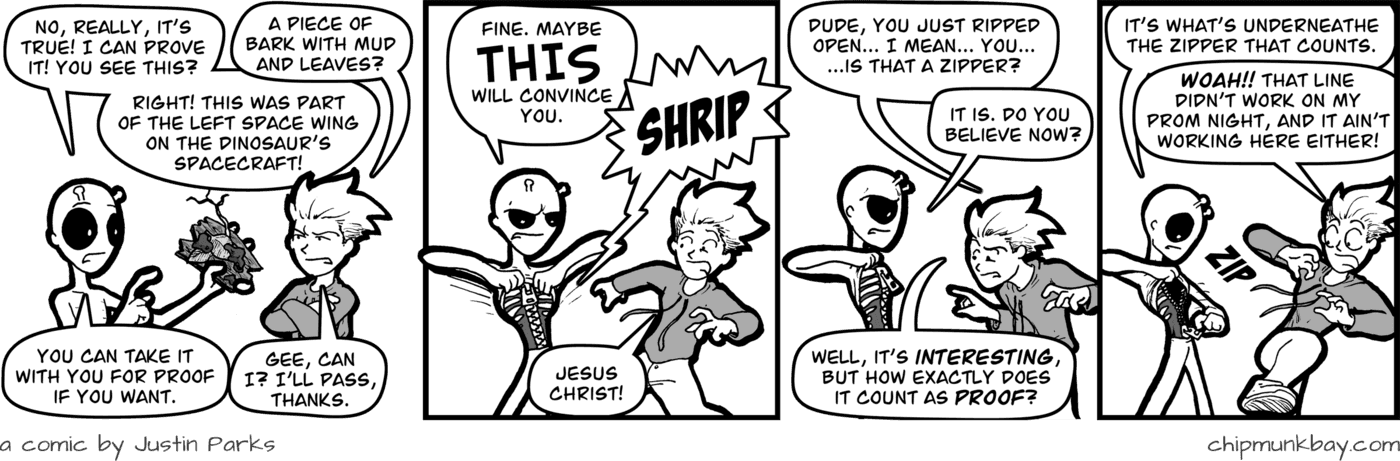 NO, REALLY, IT'S
TRUE! I CAN PROVE
IT! YOU SEE THIS?
A PIECE OF
BARK WITH MUD
AND LEAVES?
RIGHT! THIS WAS PART
OF THE LEFT SPACE WING
ON THE DINOSAUR'S
SPACECRAFT!
YOU CAN TAKE IT
WITH YOU FOR PROOF
IF YOU WANT.
GEE, CAN
I? I'LL PASS,
THANKS.
FINE. MAYBE
THIS
WILL CONVINCE
YOU.
SHRIP
JESUS
CHRIST!
DUDE, YOU JUST RIPPED
OPEN... I MEAN... YOU...
...IS THAT A ZIPPER?
IT IS. DO YOU
BELIEVE NOW?
WELL, IT'S INTERESTING,
BUT HOW EXACTLY DOES
IT COUNT AS PROOF?
IT'S WHAT'S UNDERNEATHE
THE ZIPPER THAT COUNTS.
WOAH!! THAT LINE
DIDN'T WORK ON MY
PROM NIGHT, AND IT AIN'T
WORKING HERE EITHER!
ZIP
a comic by Justin Parks
chipmunkbay.com